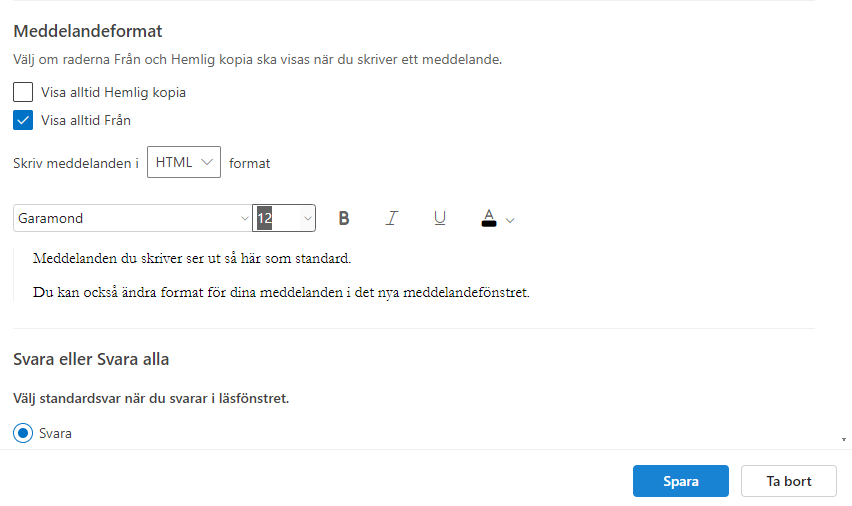 Meddelandeformat
Välj om raderna Från och Hemlig kopia ska visas när du skriver ett meddelande.
Visa alltid Hemlig kopia
Visa alltid Från
Skriv meddelanden i HTML format
Garamond 12 B I U A
Meddelanden du skriver ser ut så här som standard.
Du kan också ändra format för dina meddelanden i det nya meddelandefönstret.
Svara eller Svara alla
Välj standardsvar när du svarar i läsfönstret.
Svara
Spara Ta bort